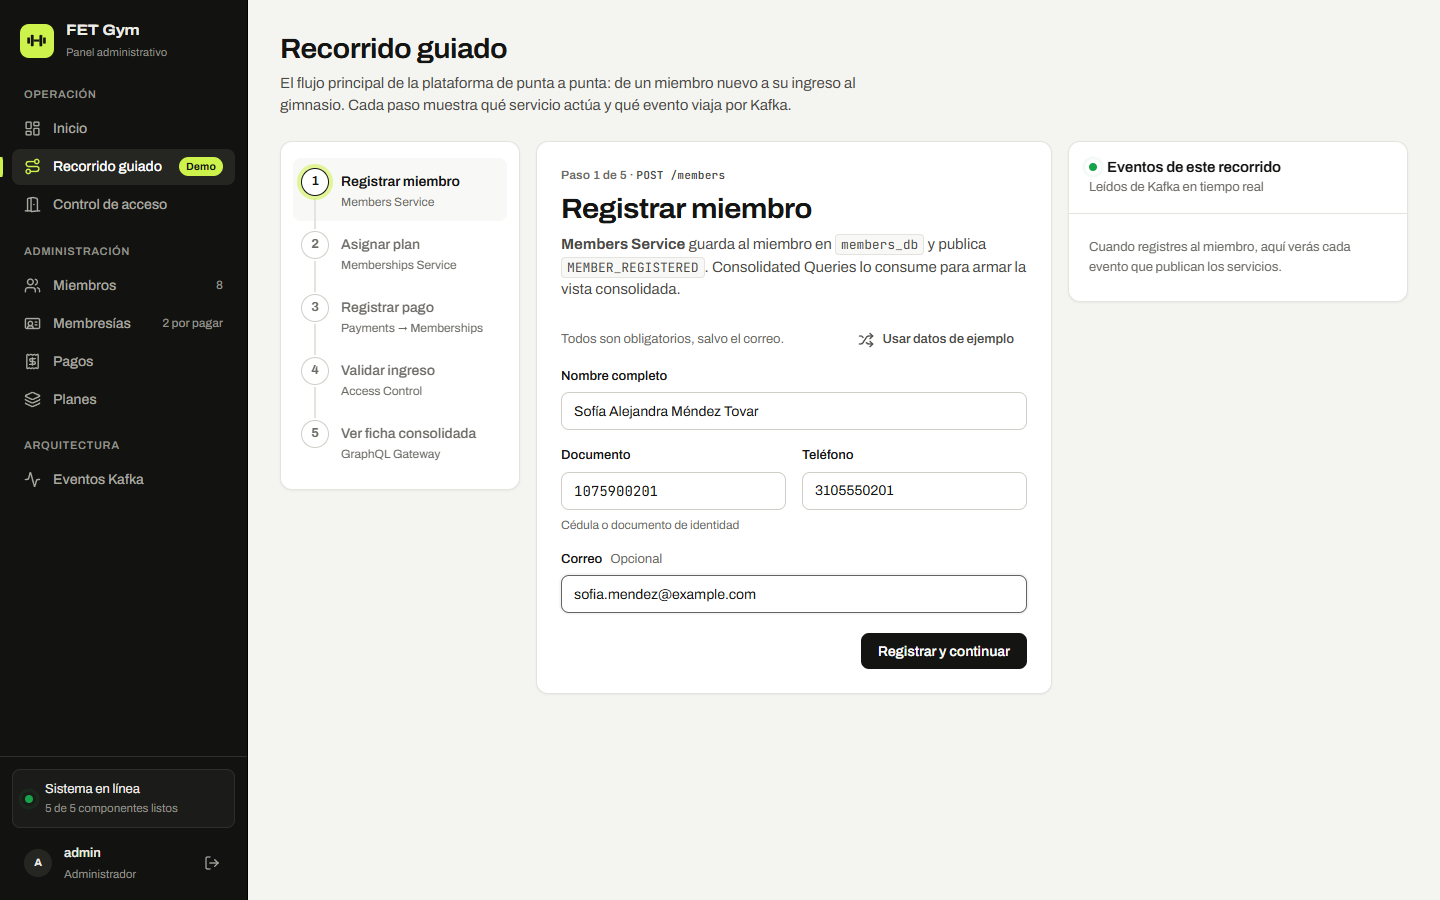 FET Gym
Panel administrativo
OPERACIÓN
Inicio
Recorrido guiado Demo
Control de acceso
ADMINISTRACIÓN
Miembros 8
Membresías 2 por pagar
Pagos
Planes
ARQUITECTURA
Eventos Kafka
Sistema en línea
5 de 5 componentes listos
A
admin
Administrador
Recorrido guiado
El flujo principal de la plataforma de punta a punta: de un miembro nuevo a su ingreso al
gimnasio. Cada paso muestra qué servicio actúa y qué evento viaja por Kafka.
1 Registrar miembro
Members Service
2 Asignar plan
Memberships Service
3 Registrar pago
Payments → Memberships
4 Validar ingreso
Access Control
5 Ver ficha consolidada
GraphQL Gateway
Paso 1 de 5 · POST /members
Registrar miembro
Members Service guarda al miembro en members_db y publica
MEMBER_REGISTERED. Consolidated Queries lo consume para armar la
vista consolidada.
Todos son obligatorios, salvo el correo. Usar datos de ejemplo
Nombre completo
Sofía Alejandra Méndez Tovar
Documento Teléfono
1075900201 3105550201
Cédula o documento de identidad
Correo Opcional
sofia.mendez@example.com
Registrar y continuar
Eventos de este recorrido
Leídos de Kafka en tiempo real
Cuando registres al miembro, aquí verás cada
evento que publican los servicios.